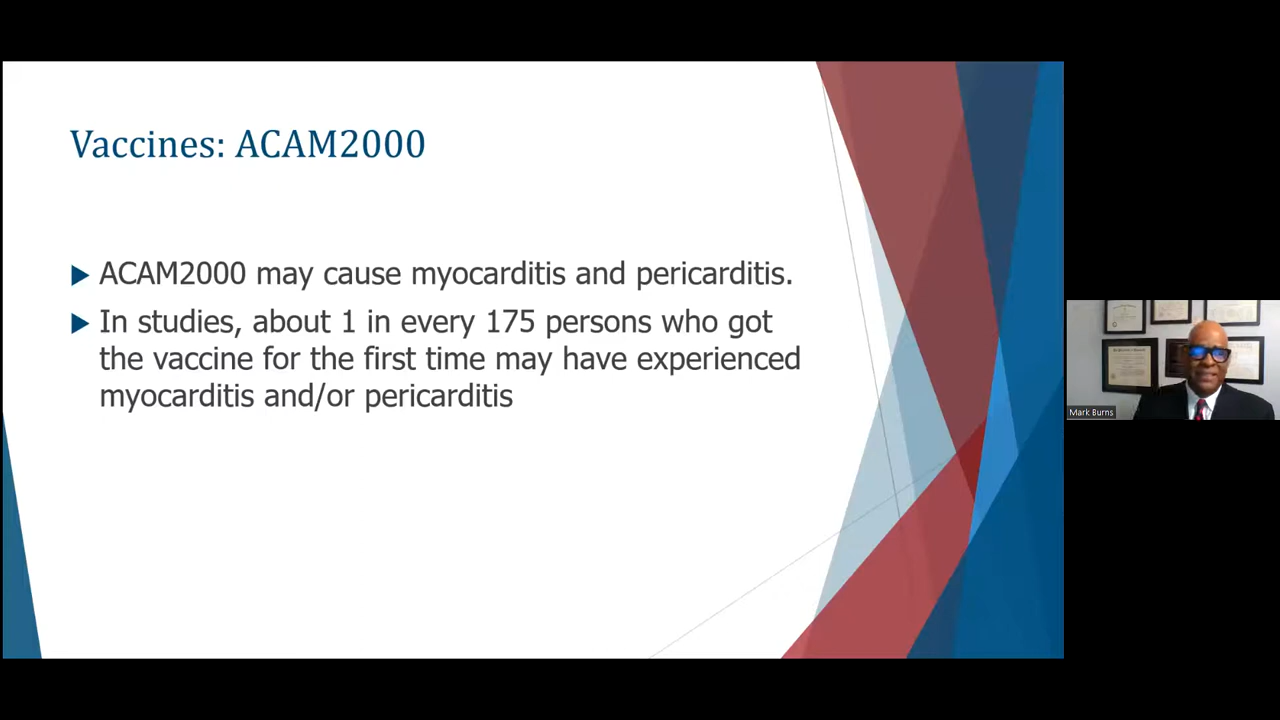 Vaccines: ACAM2000
ACAM2000 may cause myocarditis and pericarditis.
In studies, about 1 in every 175 persons who got
the vaccine for the first time may have experienced
myocarditis and/or pericarditis
Mark Burns